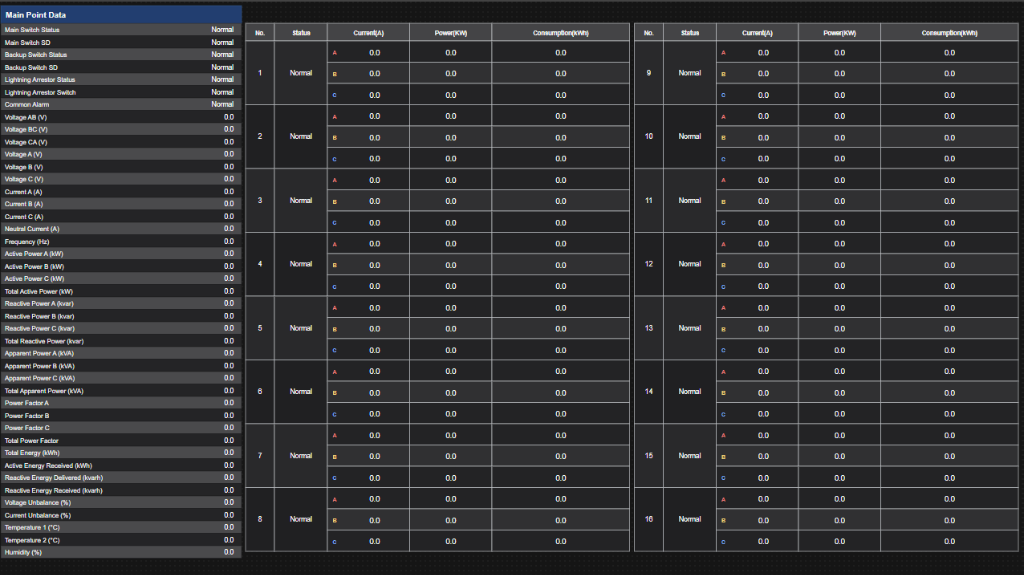 Main Point Data
Main Switch Status Normal
Main Switch SD Normal
Backup Switch Status Normal
Backup Switch SD Normal
Lightning Arrestor Status Normal
Lightning Arrestor Switch Normal
Common Alarm Normal
Voltage AB (V) 0.0
Voltage BC (V) 0.0
Voltage CA (V) 0.0
Voltage A (V) 0.0
Voltage B (V) 0.0
Voltage C (V) 0.0
Current A (A) 0.0
Current B (A) 0.0
Current C (A) 0.0
Neutral Current (A) 0.0
Frequency (Hz) 0.0
Active Power A (kW) 0.0
Active Power B (kW) 0.0
Active Power C (kW) 0.0
Total Active Power (kW) 0.0
Reactive Power A (kvar) 0.0
Reactive Power B (kvar) 0.0
Reactive Power C (kvar) 0.0
Total Reactive Power (kvar) 0.0
Apparent Power A (kVA) 0.0
Apparent Power B (kVA) 0.0
Apparent Power C (kVA) 0.0
Total Apparent Power (kVA) 0.0
Power Factor A 0.0
Power Factor B 0.0
Power Factor C 0.0
Total Power Factor 0.0
Total Energy (kWh) 0.0
Active Energy Received (kWh) 0.0
Reactive Energy Delivered (kvarh) 0.0
Reactive Energy Received (kvarh) 0.0
Voltage Unbalance (%) 0.0
Current Unbalance (%) 0.0
Temperature 1 (°C) 0.0
Temperature 2 (°C) 0.0
Humidity (%) 0.0
No. Status Current(A) Power(KW) Consumption(kWh)
A 0.0 0.0 0.0
1 Normal B 0.0 0.0 0.0
C 0.0 0.0 0.0
A 0.0 0.0 0.0
2 Normal B 0.0 0.0 0.0
C 0.0 0.0 0.0
A 0.0 0.0 0.0
3 Normal B 0.0 0.0 0.0
C 0.0 0.0 0.0
A 0.0 0.0 0.0
4 Normal B 0.0 0.0 0.0
C 0.0 0.0 0.0
A 0.0 0.0 0.0
5 Normal B 0.0 0.0 0.0
C 0.0 0.0 0.0
A 0.0 0.0 0.0
6 Normal B 0.0 0.0 0.0
C 0.0 0.0 0.0
A 0.0 0.0 0.0
7 Normal B 0.0 0.0 0.0
C 0.0 0.0 0.0
A 0.0 0.0 0.0
8 Normal B 0.0 0.0 0.0
C 0.0 0.0 0.0
No. Status Current(A) Power(KW) Consumption(kWh)
A 0.0 0.0 0.0
9 Normal B 0.0 0.0 0.0
C 0.0 0.0 0.0
A 0.0 0.0 0.0
10 Normal B 0.0 0.0 0.0
C 0.0 0.0 0.0
A 0.0 0.0 0.0
11 Normal B 0.0 0.0 0.0
C 0.0 0.0 0.0
A 0.0 0.0 0.0
12 Normal B 0.0 0.0 0.0
C 0.0 0.0 0.0
A 0.0 0.0 0.0
13 Normal B 0.0 0.0 0.0
C 0.0 0.0 0.0
A 0.0 0.0 0.0
14 Normal B 0.0 0.0 0.0
C 0.0 0.0 0.0
A 0.0 0.0 0.0
15 Normal B 0.0 0.0 0.0
C 0.0 0.0 0.0
A 0.0 0.0 0.0
16 Normal B 0.0 0.0 0.0
C 0.0 0.0 0.0